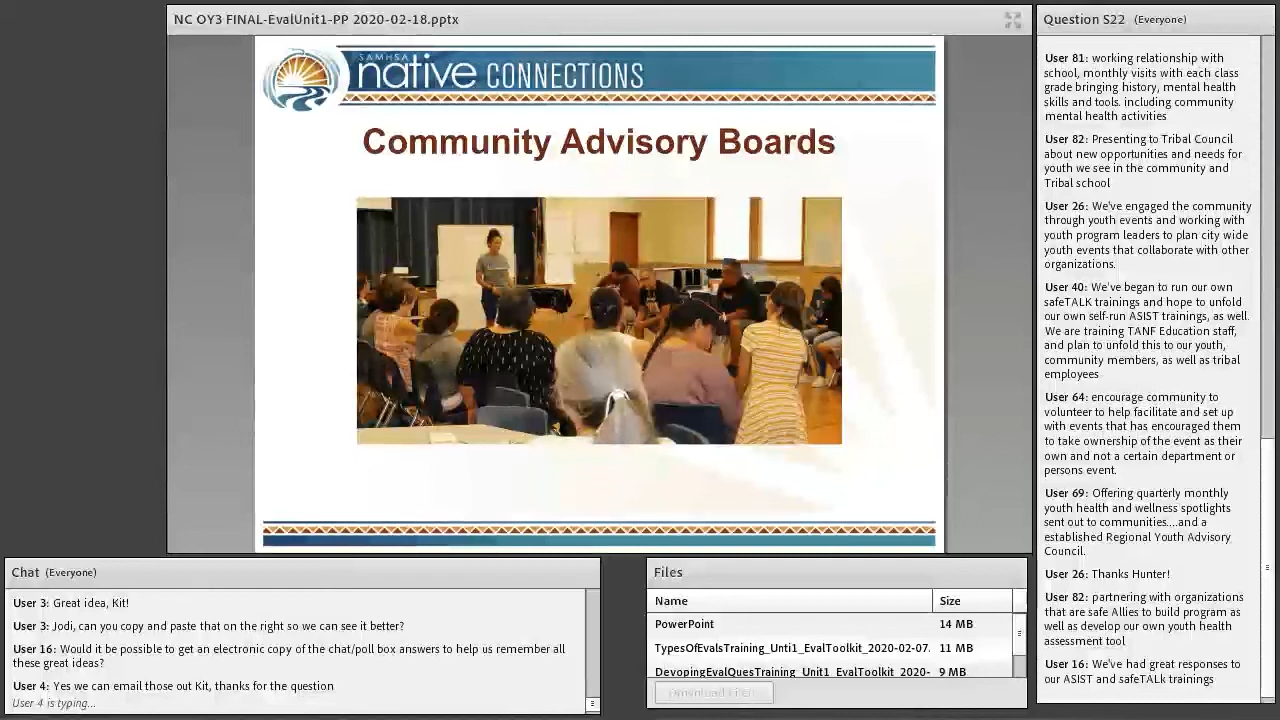 NC OY3 FINAL-EvalUnit1-PP 2020-02-18.pptx
SAMHSA
native CONNECTIONS
Community Advisory Boards
Chat (Everyone)
User 3: Great idea, Kit!
User 3: Jodi, can you copy and paste that on the right so we can see it better?
User 16: Would it be possible to get an electronic copy of the chat/poll box answers to help us remember all
these great ideas?
User 4: Yes we can email those out Kit, thanks for the question
User 4 is typing...
Files
Name Size
PowerPoint 14 MB
TypesOfEvalsTraining_Unti1_EvalToolkit_2020-02-07. 11 MB
DevopingEvalQuesTraining_Unit1_EvalToolkit_2020- 9 MB
Download File(s)
Question S22 (Everyone)
User 81: working relationship with
school, monthly visits with each class
grade bringing history, mental health
skills and tools. including community
mental health activities
User 82: Presenting to Tribal Council
about new opportunities and needs for
youth we see in the community and
Tribal school
User 26: We've engaged the community
through youth events and working with
youth program leaders to plan city wide
youth events that collaborate with other
organizations.
User 40: We've began to run our own
safeTALK trainings and hope to unfold
our own self-run ASIST trainings, as well.
We are training TANF Education staff,
and plan to unfold this to our youth,
community members, as well as tribal
employees
User 64: encourage community to
volunteer to help facilitate and set up
with events that has encouraged them
to take ownership of the event as their
own and not a certain department or
persons event.
User 69: Offering quarterly monthly
youth health and wellness spotlights
sent out to communities....and a
established Regional Youth Advisory
Council.
User 26: Thanks Hunter!
User 82: partnering with organizations
that are safe Allies to build program as
well as develop our own youth health
assessment tool
User 16: We've had great responses to
our ASIST and safeTALk trainings